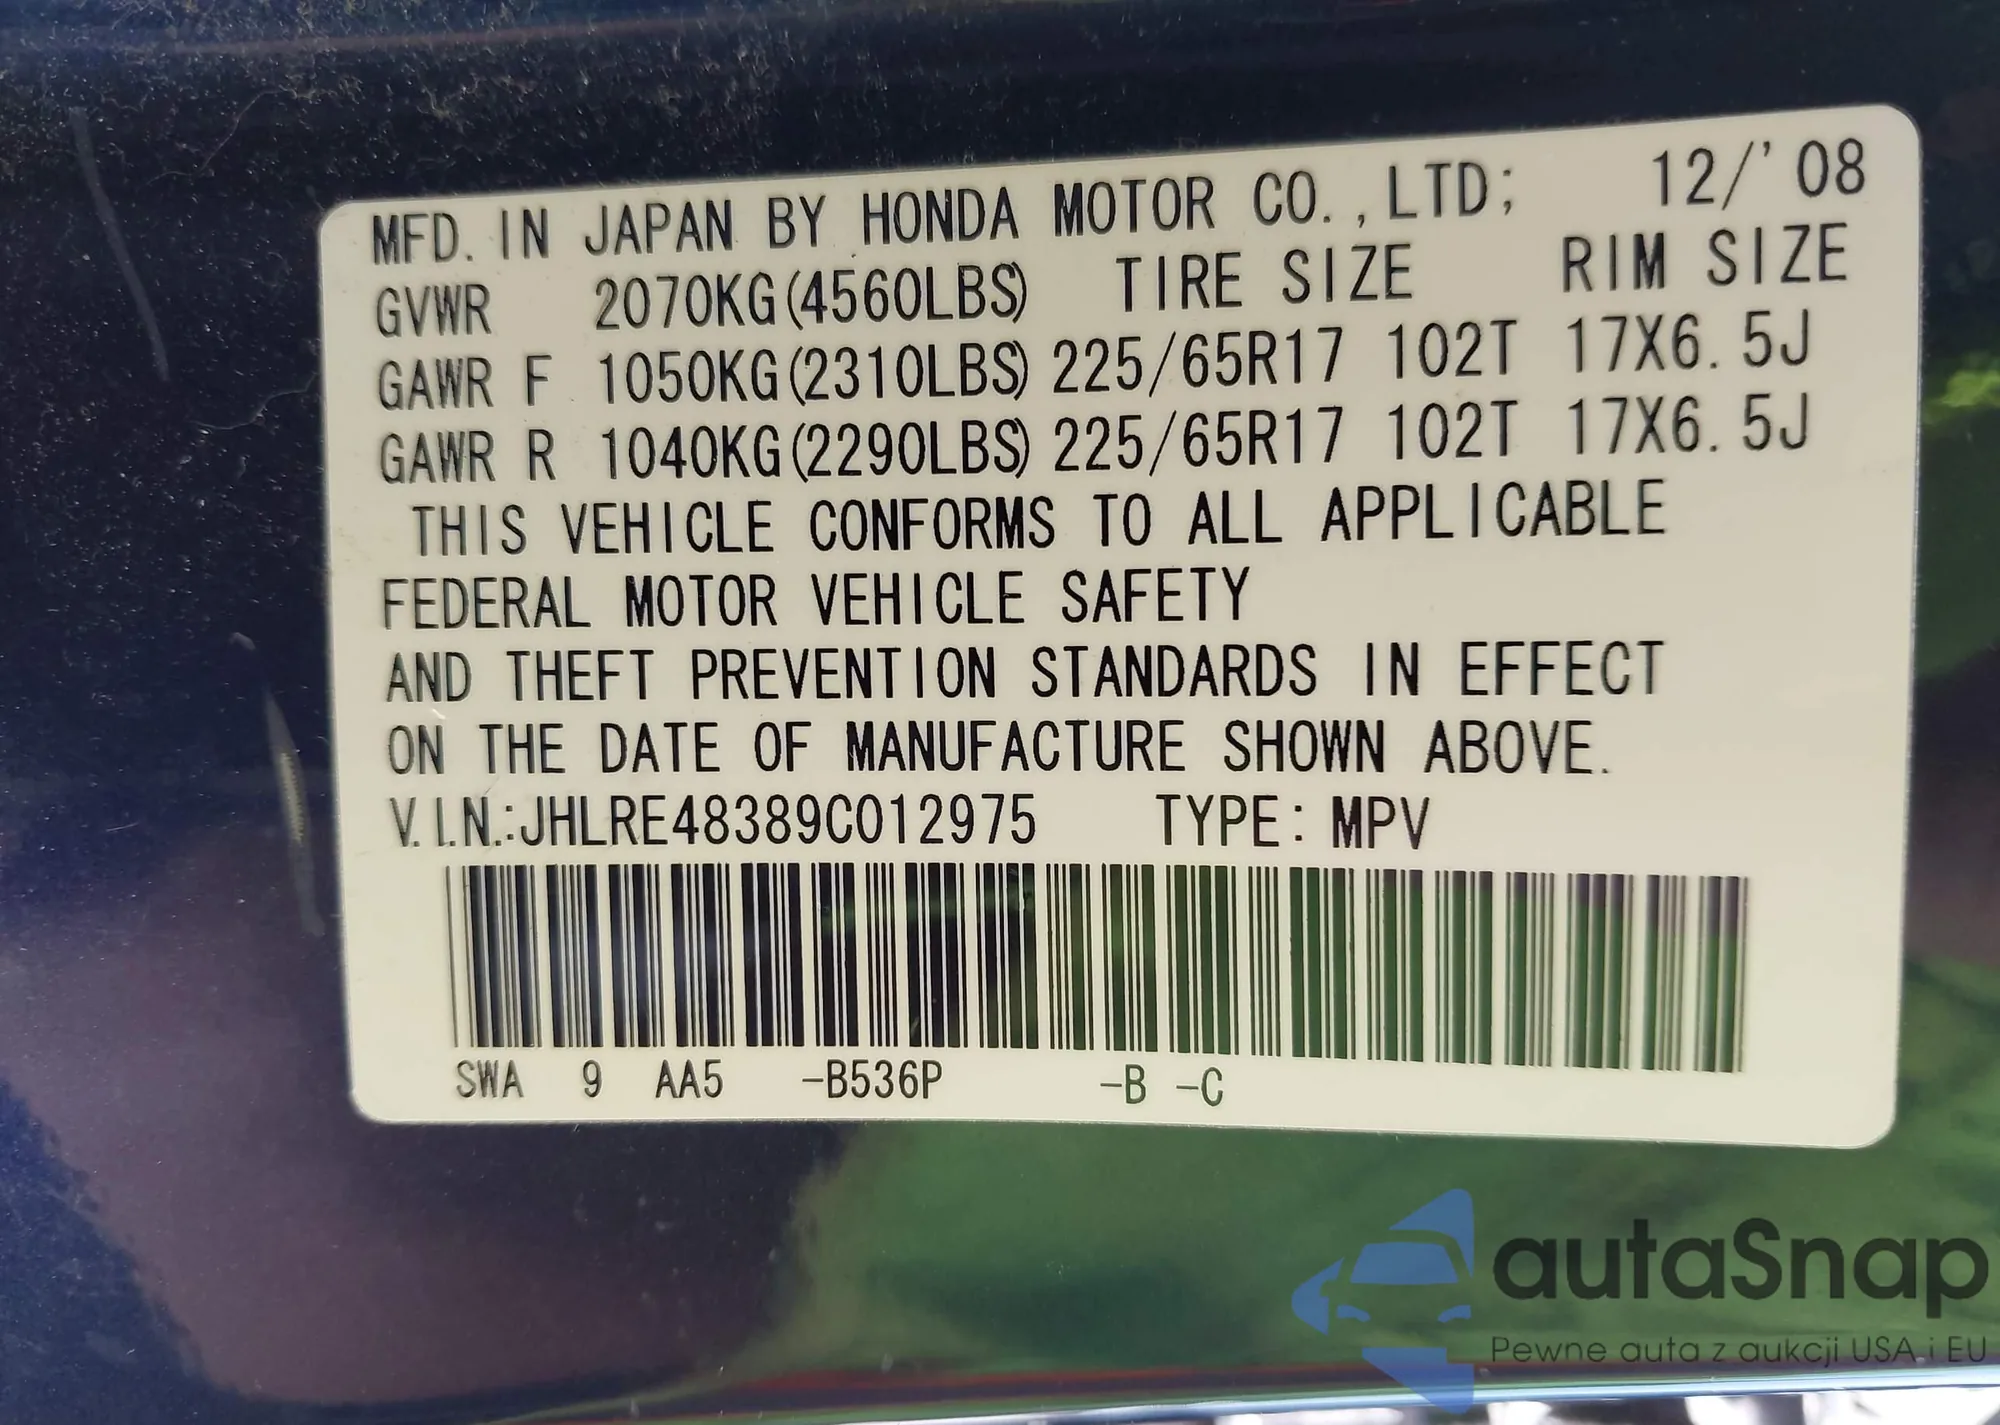 MFD. IN JAPAN BY HONDA MOTOR CO.,LTD; 12/'08
GVWR 2070KG(4560LBS) TIRE SIZE RIM SIZE
GAWR F 1050KG(2310LBS) 225/65R17 102T 17X6.5J
GAWR R 1040KG(2290LBS) 225/65R17 102T 17X6.5J
THIS VEHICLE CONFORMS TO ALL APPLICABLE
FEDERAL MOTOR VEHICLE SAFETY
AND THEFT PREVENTION STANDARDS IN EFFECT
ON THE DATE OF MANUFACTURE SHOWN ABOVE.
V.I.N.:JHLRE48389C012975 TYPE: MPV
SWA 9 AA5 -B536P -B -C
autaSnap
Pewne auta z aukcji USA i EU